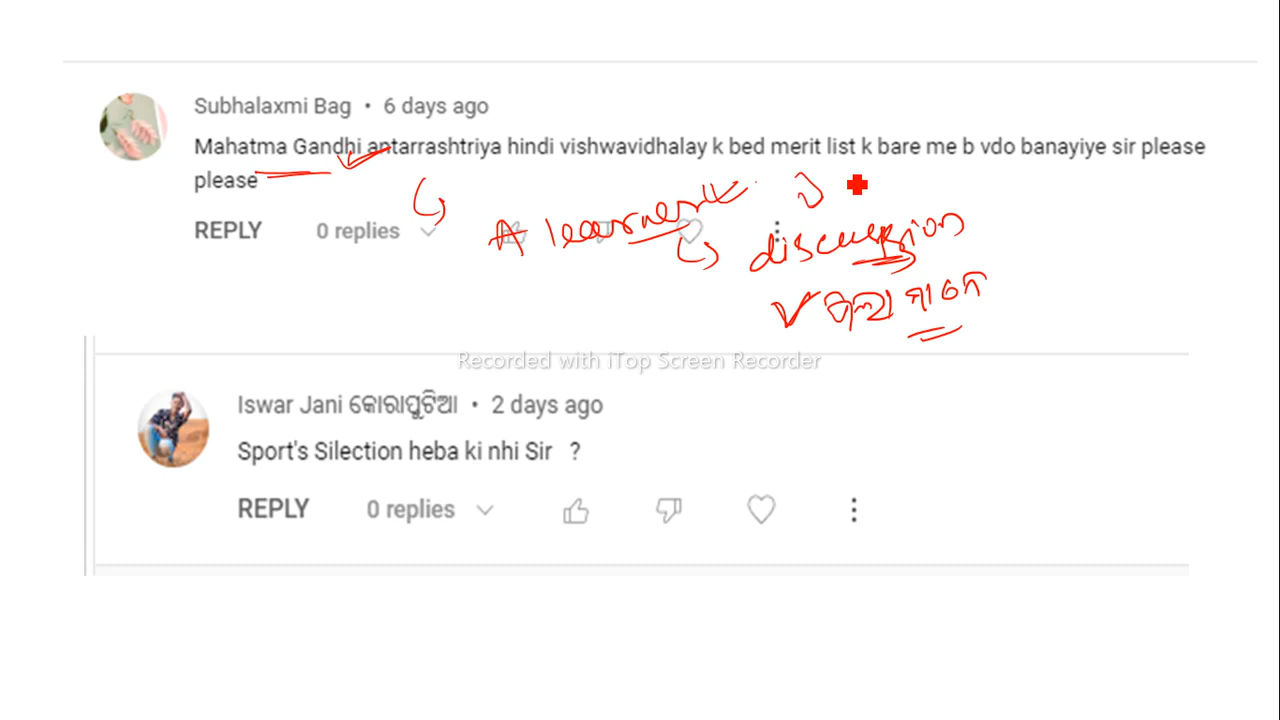 Subhalaxmi Bag • 6 days ago
Mahatma Gandhi antarrashtriya hindi vishwavidhalay k bed merit list k bare me b vdo banayiye sir please
please
REPLY 0 replies
A learner
discussion
Recorded with iTop Screen Recorder
Iswar Jani କୋରାପୁଟିଆ • 2 days ago
Sport's Silection heba ki nhi Sir ?
REPLY 0 replies